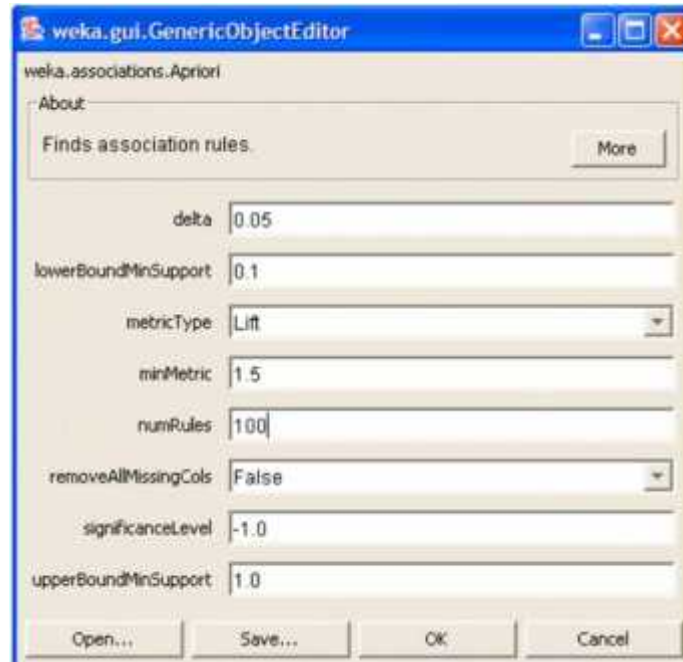 weka.gui.GenericObjectEditor
weka.associations.Apriori
About
Finds association rules.
More
delta 0.05
lowerBoundMinSupport 0.1
metricType Lift
minMetric 1.5
numRules 100
removeAllMissingCols False
significanceLevel -1.0
upperBoundMinSupport 1.0
Open... Save... OK Cancel